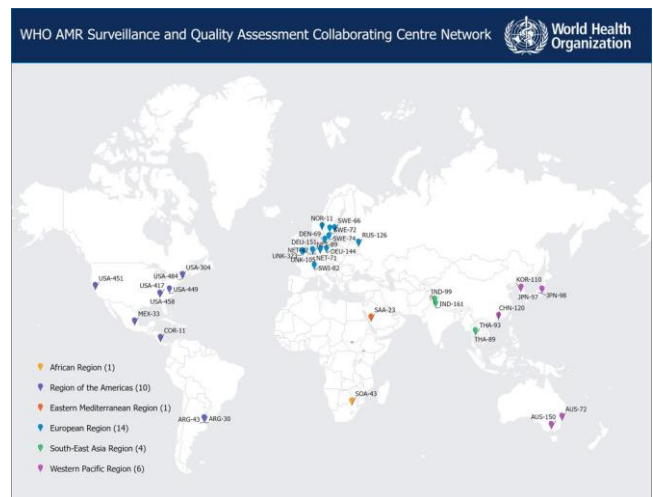 WHO AMR Surveillance and Quality Assessment Collaborating Centre Network
World Health
Organization
NOR-11
SWE-66
SWE-72
DEN-69
SWE-74
RUS-126
DEU-151
DEU-144
UNK-105
NET-71
SWI-82
USA-304
USA-484
USA-451
USA-417
USA-449
USA-458
MEX-33
COR-11
IND-99
IND-161
KOR-110
JPN-97
JPN-98
CHN-120
SAA-23
THA-93
THA-89
SOA-43
ARG-43
ARG-30
AUS-72
AUS-150
African Region (1)
Region of the Americas (10)
Eastern Mediterranean Region (1)
European Region (14)
South-East Asia Region (4)
Western Pacific Region (6)